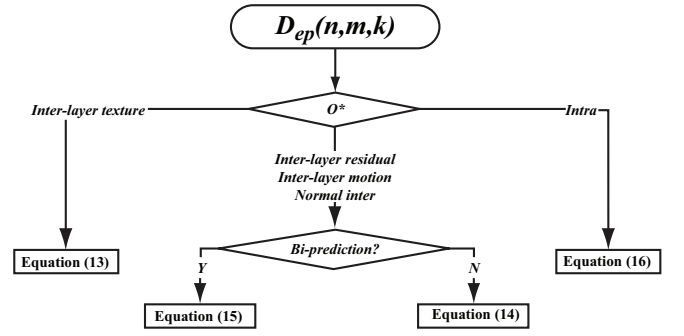 D_ep(n,m,k)
O*
Inter-layer texture
Intra
Inter-layer residual
Inter-layer motion
Normal inter
Bi-prediction?
Equation (13)
Equation (16)
Y
N
Equation (15)
Equation (14)